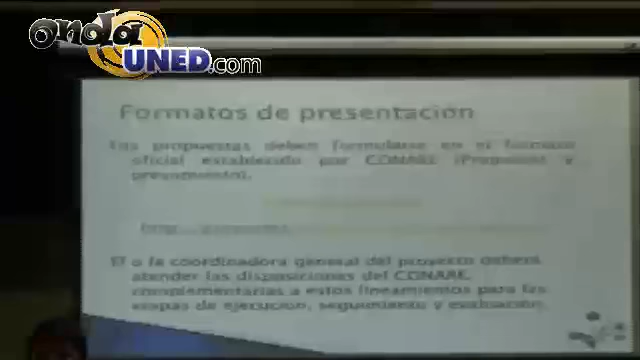 onda
UNED.com
Formatos de presentación
Las propuestas deben formularse en el formato
oficial establecido por CONARE (Propuesta y
presupuesto).
El o la coordinadora general del proyecto deberá
atender las disposiciones del CONARE,
complementarias a estos lineamientos para las
etapas de ejecución, seguimiento y evaluación.